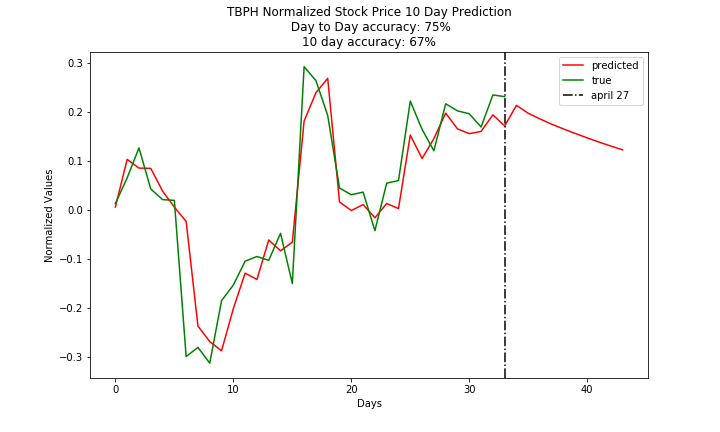 TBPH Normalized Stock Price 10 Day Prediction
Day to Day accuracy: 75%
10 day accuracy: 67%
predicted
true
april 27
Normalized Values
0.3
0.2
0.1
0.0
−0.1
−0.2
−0.3
0 10 20 30 40
Days